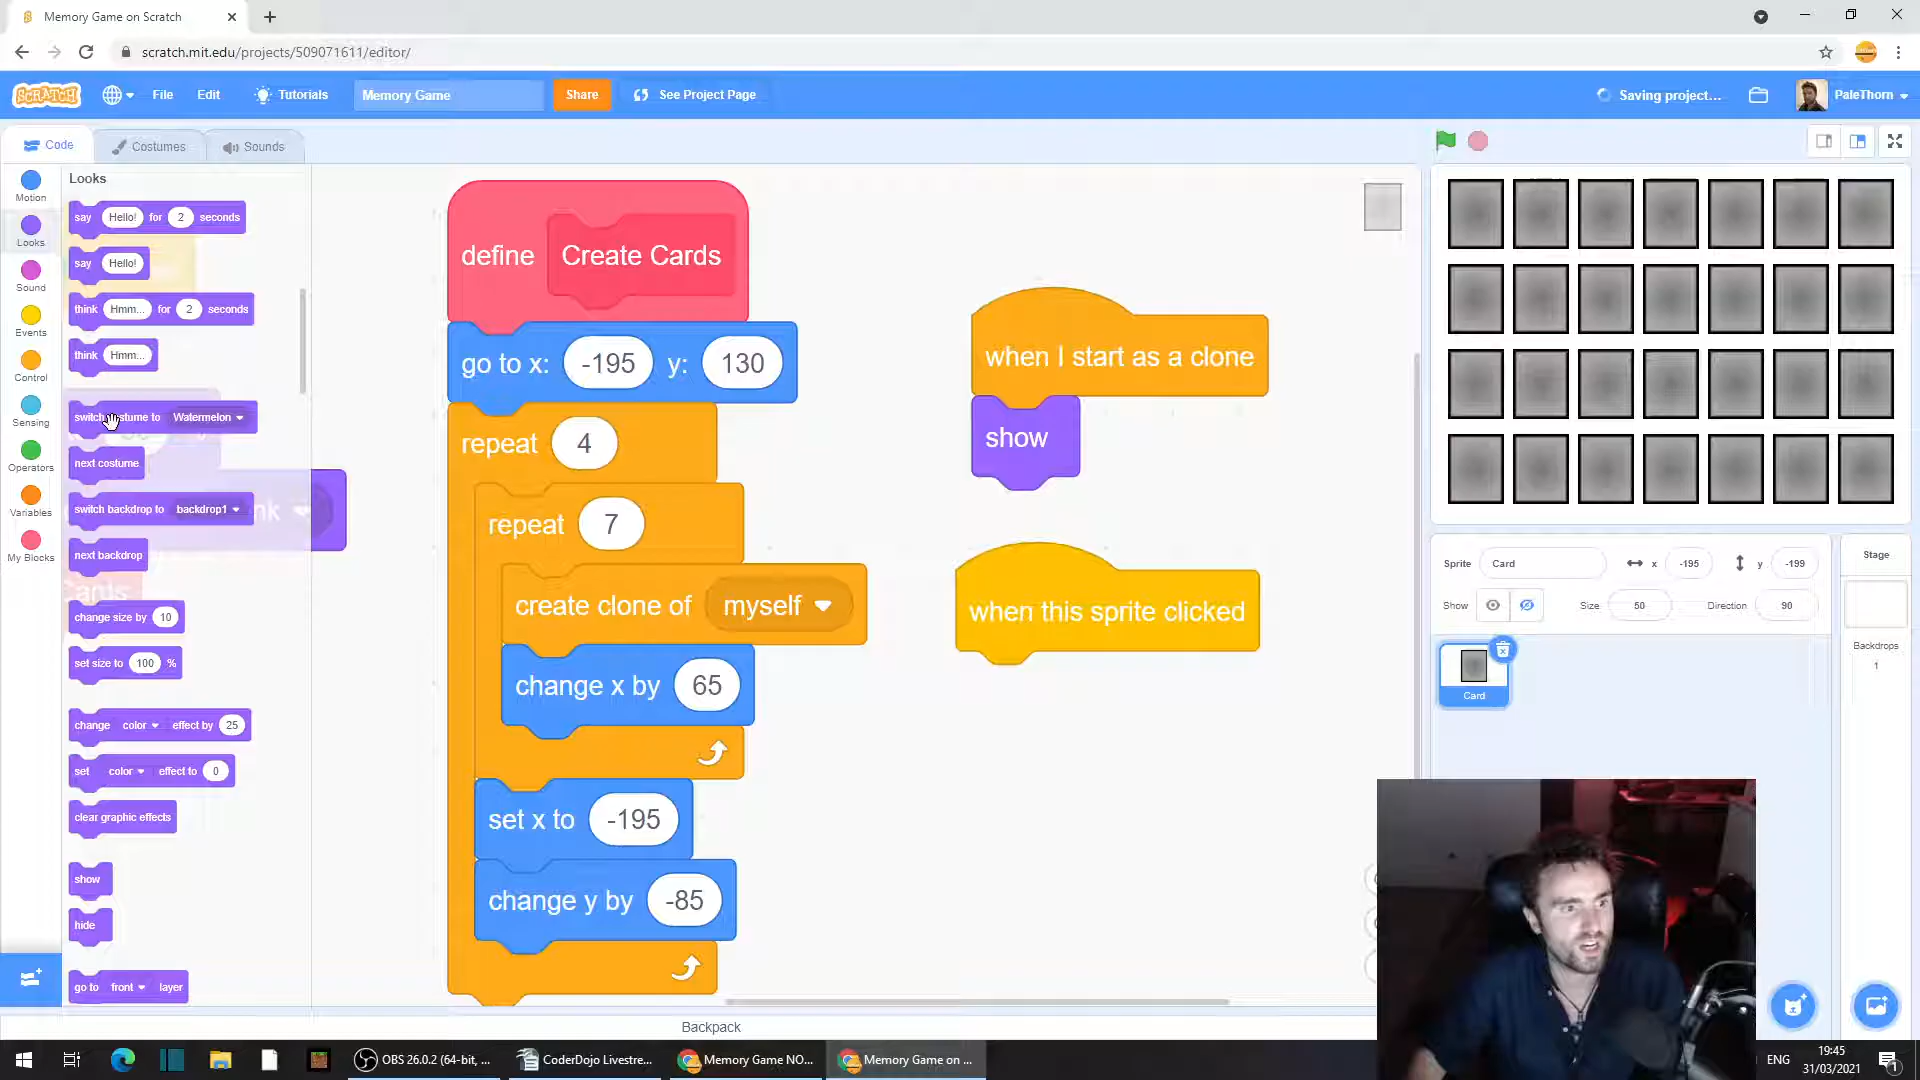 Memory Game on Scratch
scratch.mit.edu/projects/509071611/editor/
SCRATCH
File
Edit
Tutorials
Memory Game
Share
See Project Page
Saving project...
PaleThorn
Code
Costumes
Sounds
Motion
Looks
Sound
Events
Control
Sensing
Operators
Variables
My Blocks
Looks
say Hello! for 2 seconds
say Hello!
think Hmm... for 2 seconds
think Hmm...
switch costume to Watermelon
next costume
switch backdrop to backdrop1
next backdrop
change size by 10
set size to 100 %
change color effect by 25
set color effect to 0
clear graphic effects
show
hide
go to front layer
define Create Cards
go to x: -195 y: 130
repeat 4
repeat 7
create clone of myself
change x by 65
set x to -195
change y by -85
when I start as a clone
show
when this sprite clicked
Sprite Card x -195 y -199
Show Size 50 Direction 90
Card
Stage
Backdrops
1
Backpack
OBS 26.0.2 (64-bit, ...
CoderDojo Livestre...
Memory Game NO...
Memory Game on ...
ENG
19:45
31/03/2021
1